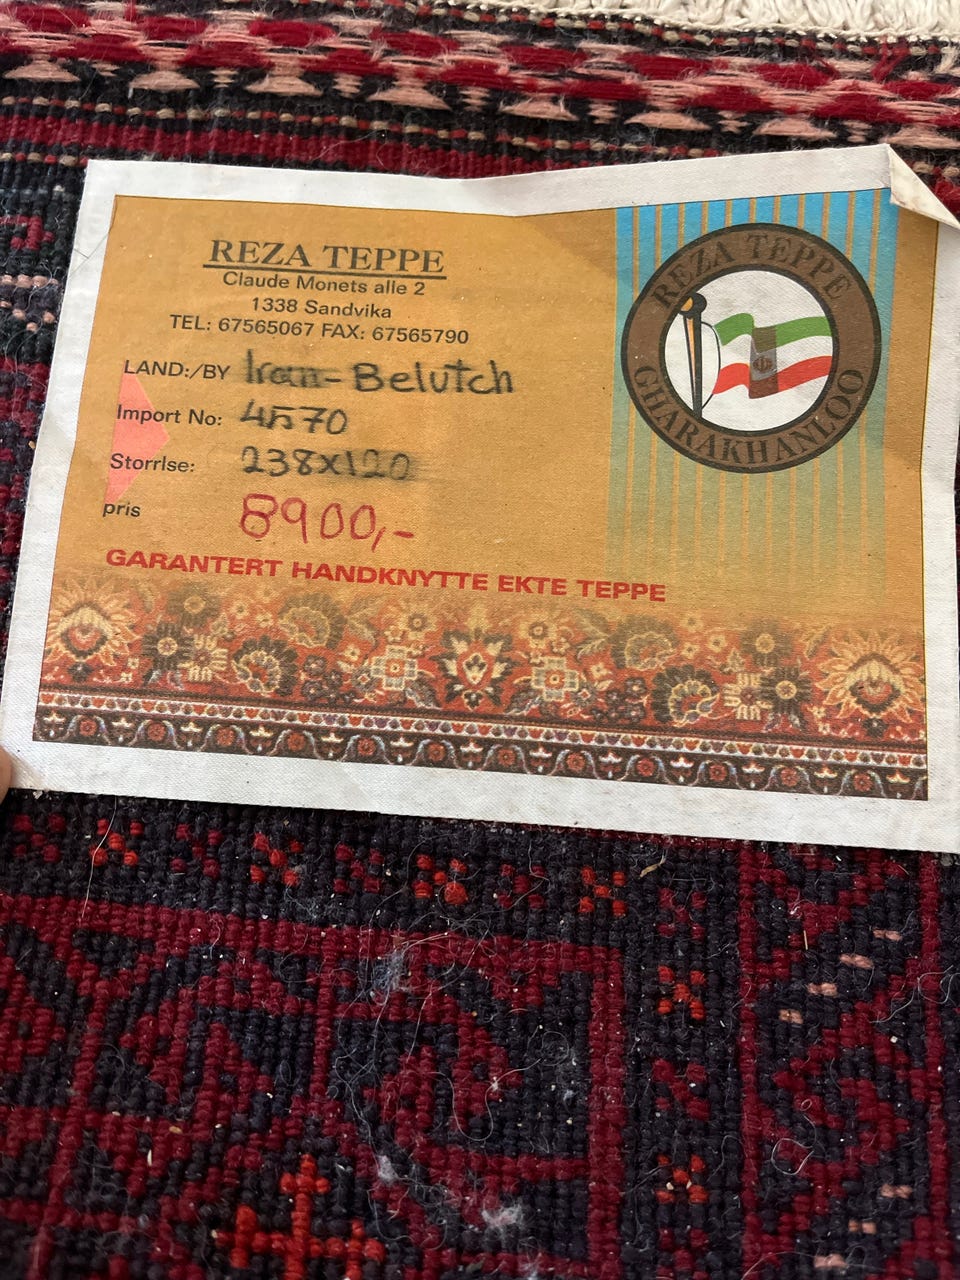 REZA TEPPE
Claude Monets alle 2
1338 Sandvika
TEL: 67565067 FAX: 67565790
LAND:/BY Iran-Belutch
Import No: 4570
Storrlse: 238x120
pris 8900,-
GARANTERT HANDKNYTTE EKTE TEPPE
REZA TEPPE
GHARAKHANLOO